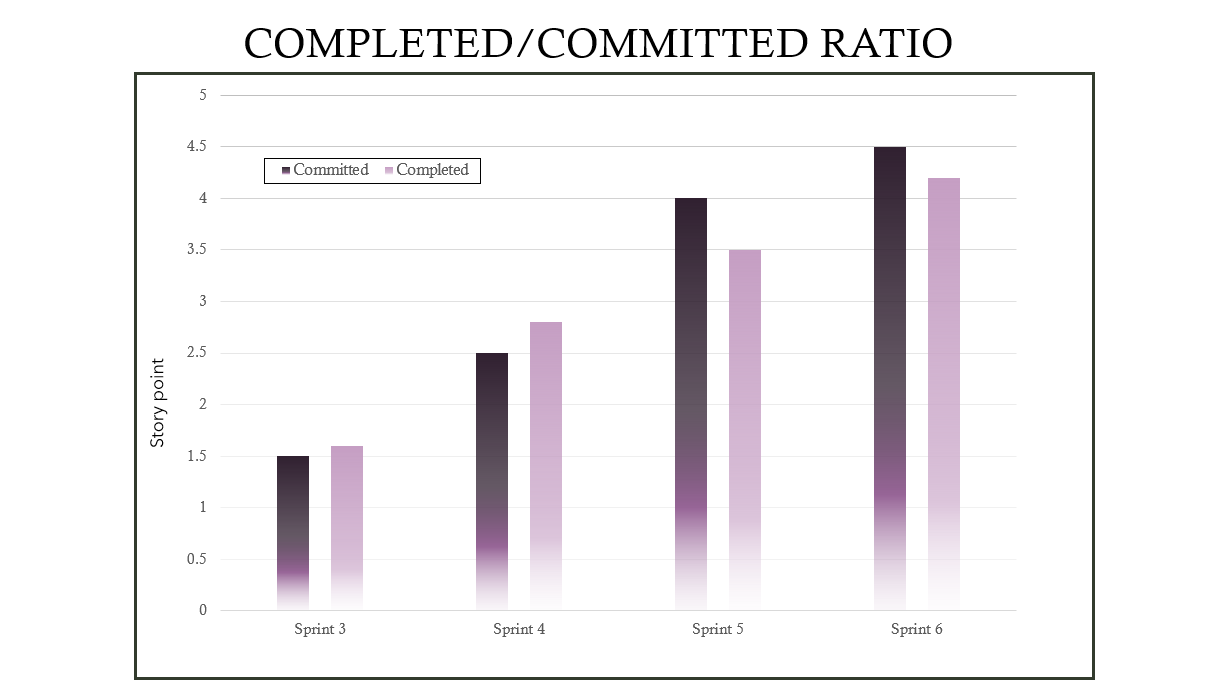 COMPLETED/COMMITTED RATIO
5
4.5
Committed Completed
4
3.5
3
2.5
Story point
2
1.5
1
0.5
0
Sprint 3 Sprint 4 Sprint 5 Sprint 6